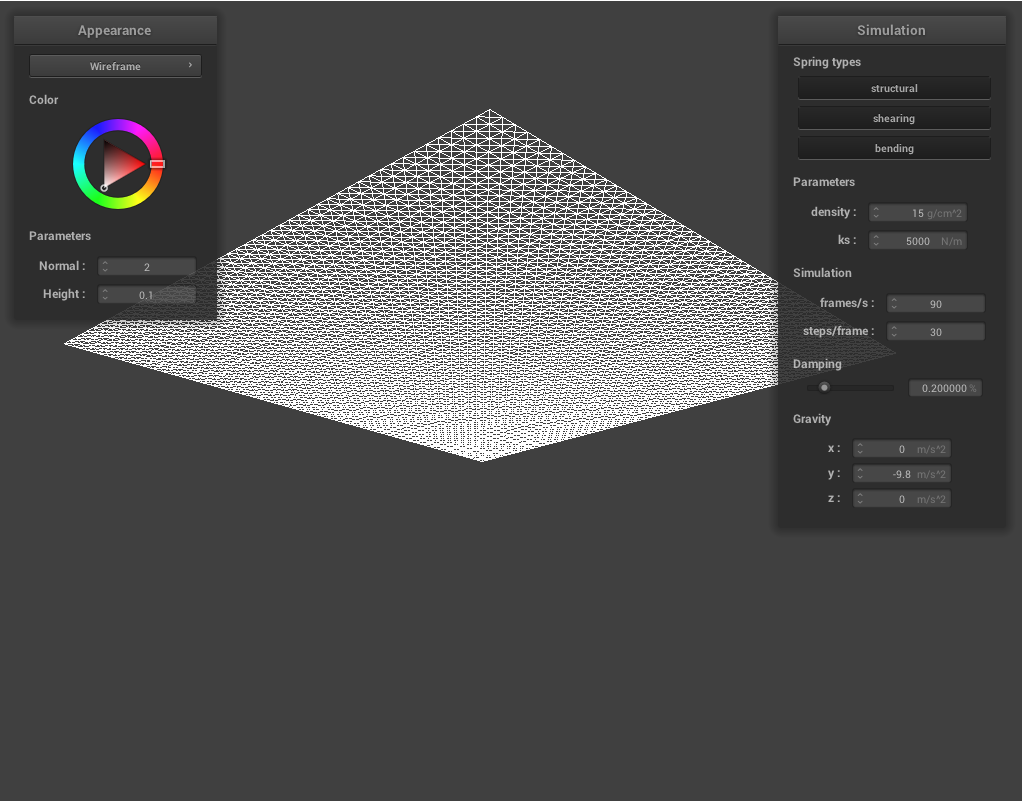 Appearance
Wireframe
Color
Parameters
Normal : 2
Height : 0.1
Simulation
Spring types
structural
shearing
bending
Parameters
density : 15 g/cm^2
ks : 5000 N/m
Simulation
frames/s : 90
steps/frame : 30
Damping
0.200000 %
Gravity
x : 0 m/s^2
y : -9.8 m/s^2
z : 0 m/s^2